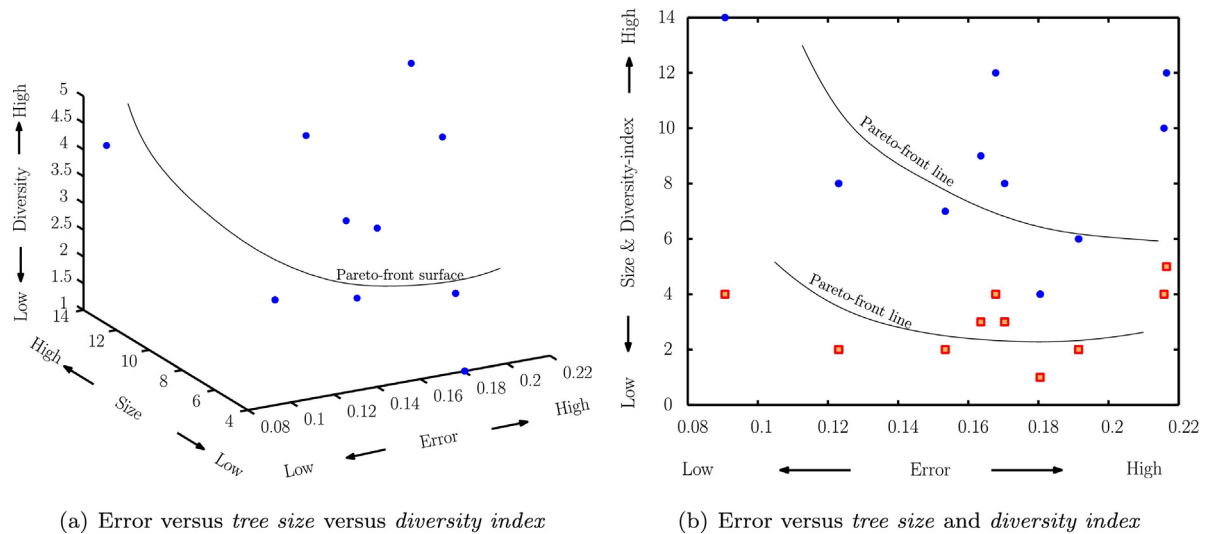 High
5
4.5
4
3.5
3
2.5
2
1.5
1
Diversity
Low
14
12
10
8
6
4
High
Size
Low
0.08
0.1
0.12
0.14
0.16
0.18
0.2
0.22
Low
Error
High
Pareto-front surface
(a) Error versus tree size versus diversity index
High
Size & Diversity-index
Low
14
12
10
8
6
4
2
0
Pareto-front line
Pareto-front line
0.08 0.1 0.12 0.14 0.16 0.18 0.2 0.22
Low Error High
(b) Error versus tree size and diversity index